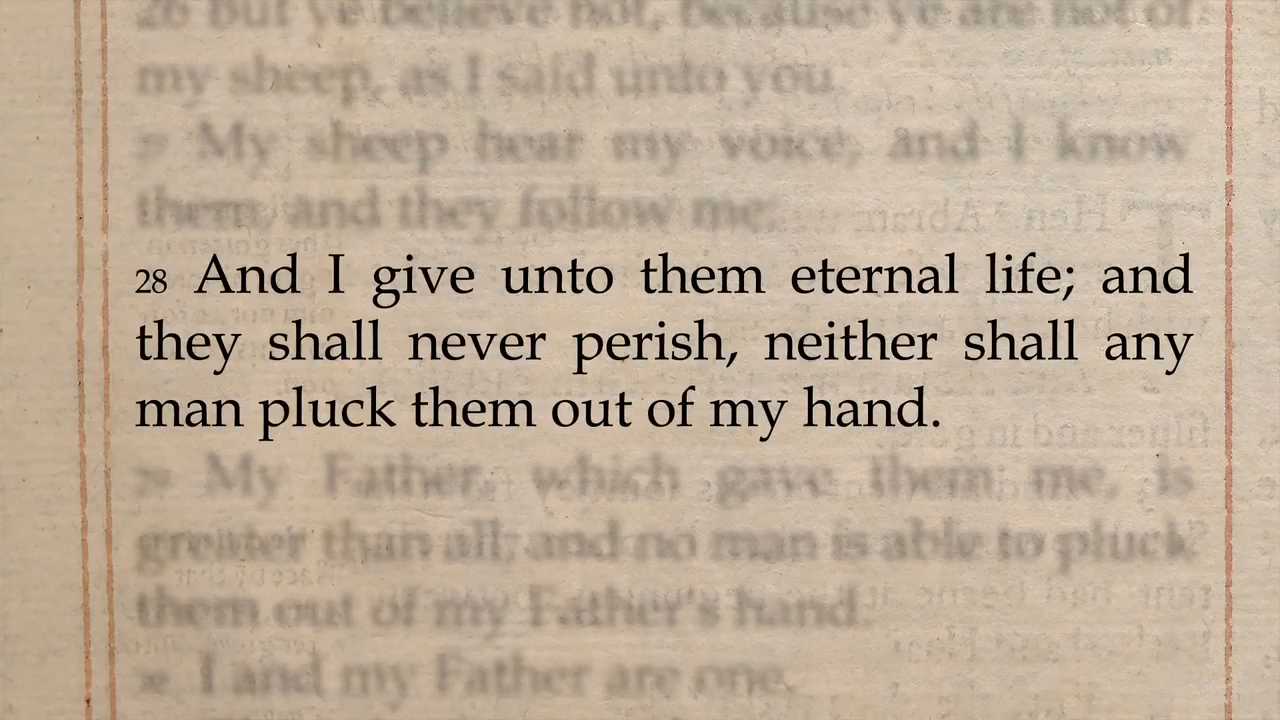 26 but ye believe not, because ye are not of
my sheep, as I said unto you.
27 My sheep hear my voice, and I know
them, and they follow me.
28 And I give unto them eternal life; and
they shall never perish, neither shall any
man pluck them out of my hand.
29 My Father, which gave them me, is
greater than all; and no man is able to pluck
them out of my Father's hand.
30 I and my Father are one.